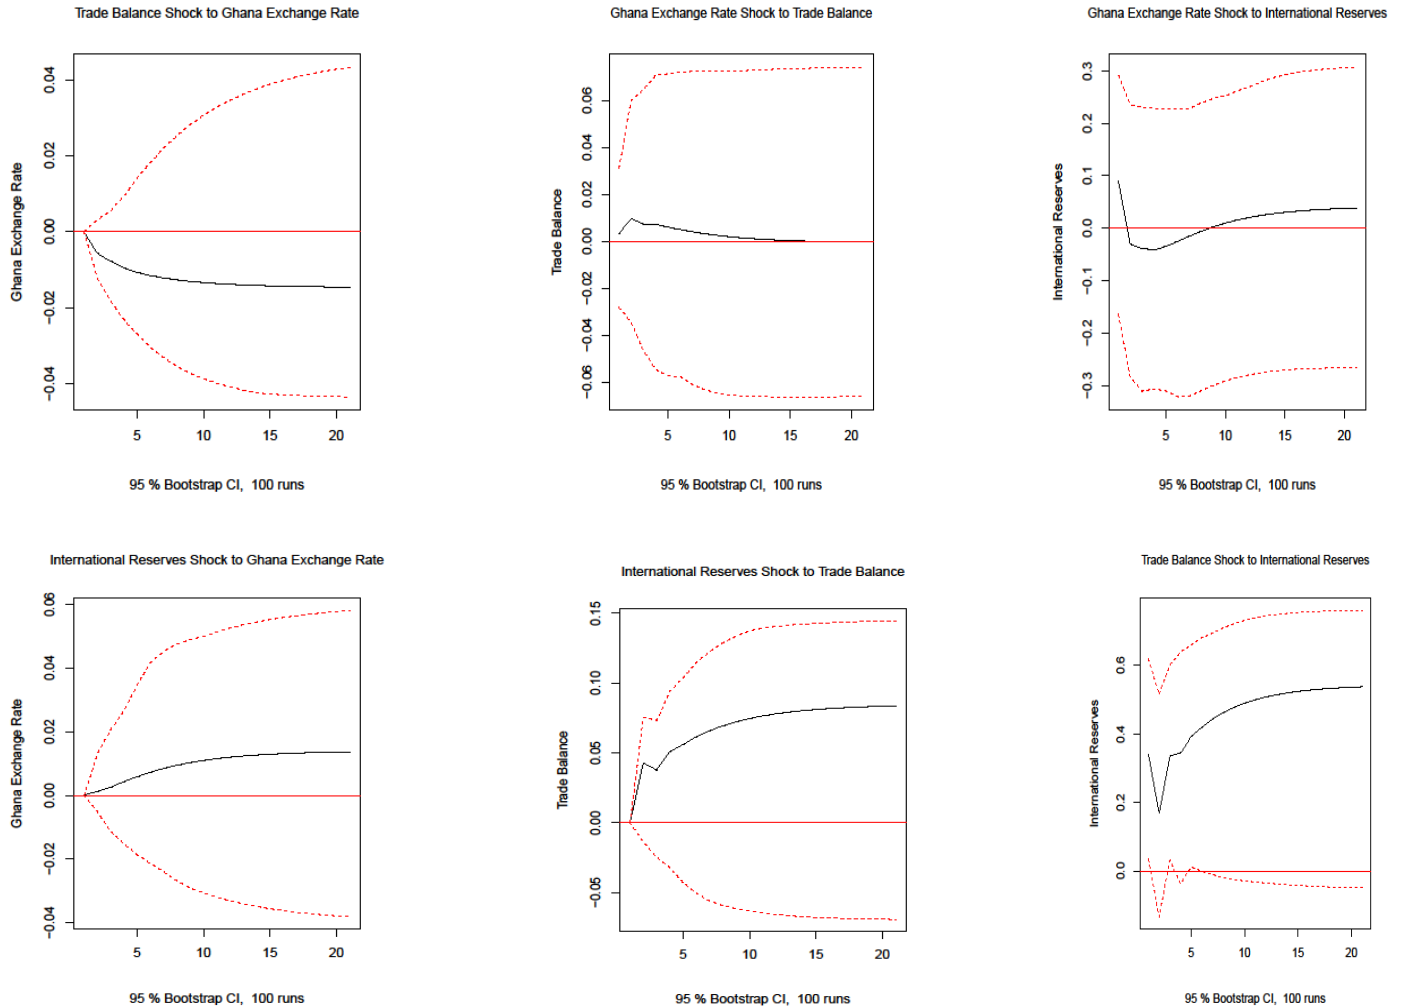 Trade Balance Shock to Ghana Exchange Rate
Ghana Exchange Rate
0.04
0.02
0.00
−0.02
−0.04
5 10 15 20
95 % Bootstrap CI, 100 runs
Ghana Exchange Rate Shock to Trade Balance
Trade Balance
0.06
0.04
0.02
0.00
−0.02
−0.04
−0.06
5 10 15 20
95 % Bootstrap CI, 100 runs
Ghana Exchange Rate Shock to International Reserves
International Reserves
0.3
0.2
0.1
0.0
−0.1
−0.2
−0.3
5 10 15 20
95 % Bootstrap CI, 100 runs
International Reserves Shock to Ghana Exchange Rate
Ghana Exchange Rate
0.06
0.04
0.02
0.00
−0.02
−0.04
5 10 15 20
95 % Bootstrap CI, 100 runs
International Reserves Shock to Trade Balance
Trade Balance
0.15
0.10
0.05
0.00
−0.05
5 10 15 20
95 % Bootstrap CI, 100 runs
Trade Balance Shock to International Reserves
International Reserves
0.6
0.4
0.2
0.0
5 10 15 20
95 % Bootstrap CI, 100 runs